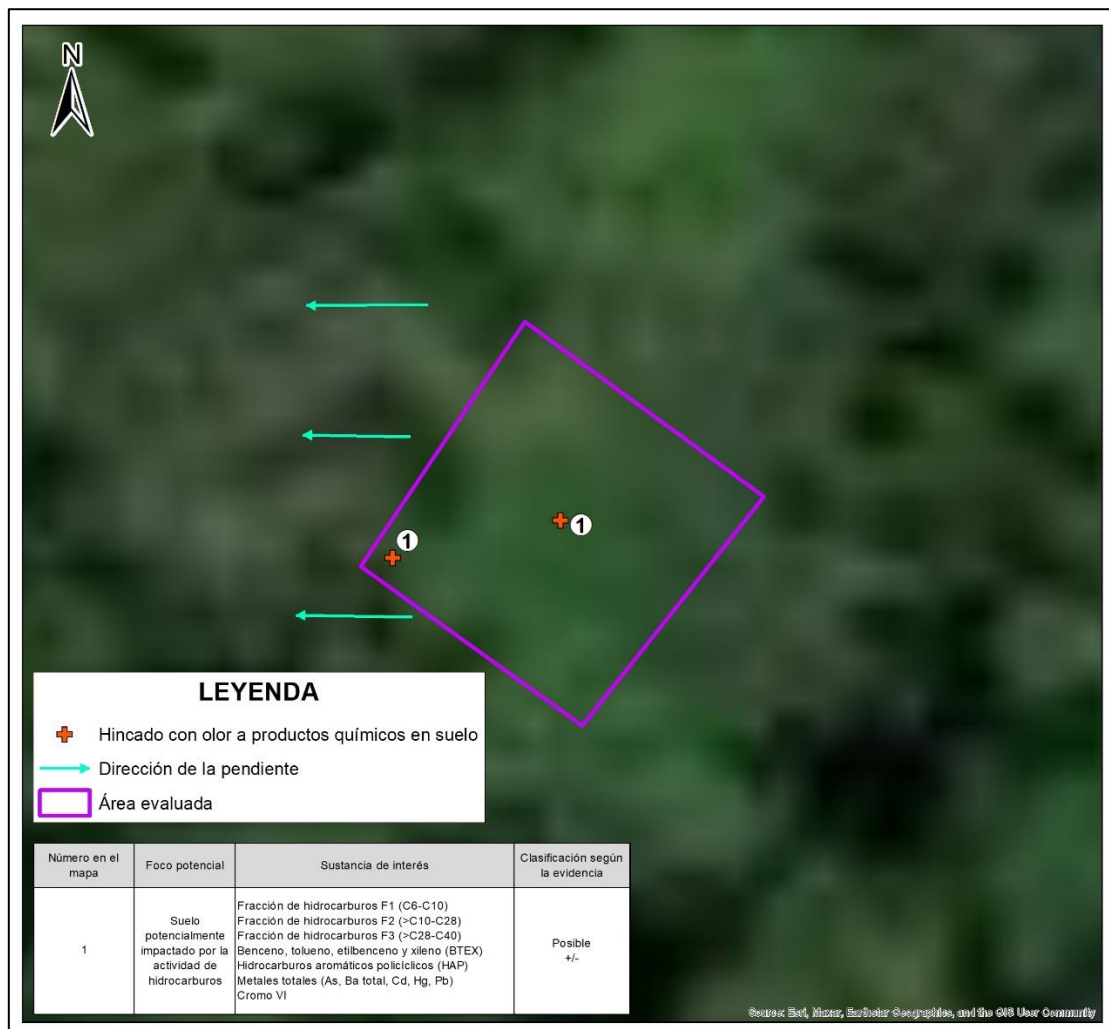 N
1
1
LEYENDA
Hincado con olor a productos químicos en suelo
Dirección de la pendiente
Área evaluada
Número en el mapa
Foco potencial
Sustancia de interés
Clasificación según la evidencia
1
Suelo potencialmente impactado por la actividad de hidrocarburos
Fracción de hidrocarburos F1 (C6-C10)
Fracción de hidrocarburos F2 (>C10-C28)
Fracción de hidrocarburos F3 (>C28-C40)
Benceno, tolueno, etilbenceno y xileno (BTEX)
Hidrocarburos aromáticos policíclicos (HAP)
Metales totales (As, Ba total, Cd, Hg, Pb)
Cromo VI
Posible
+/-
Source: Esri, Maxar, Earthstar Geographics, and the GIS User Community